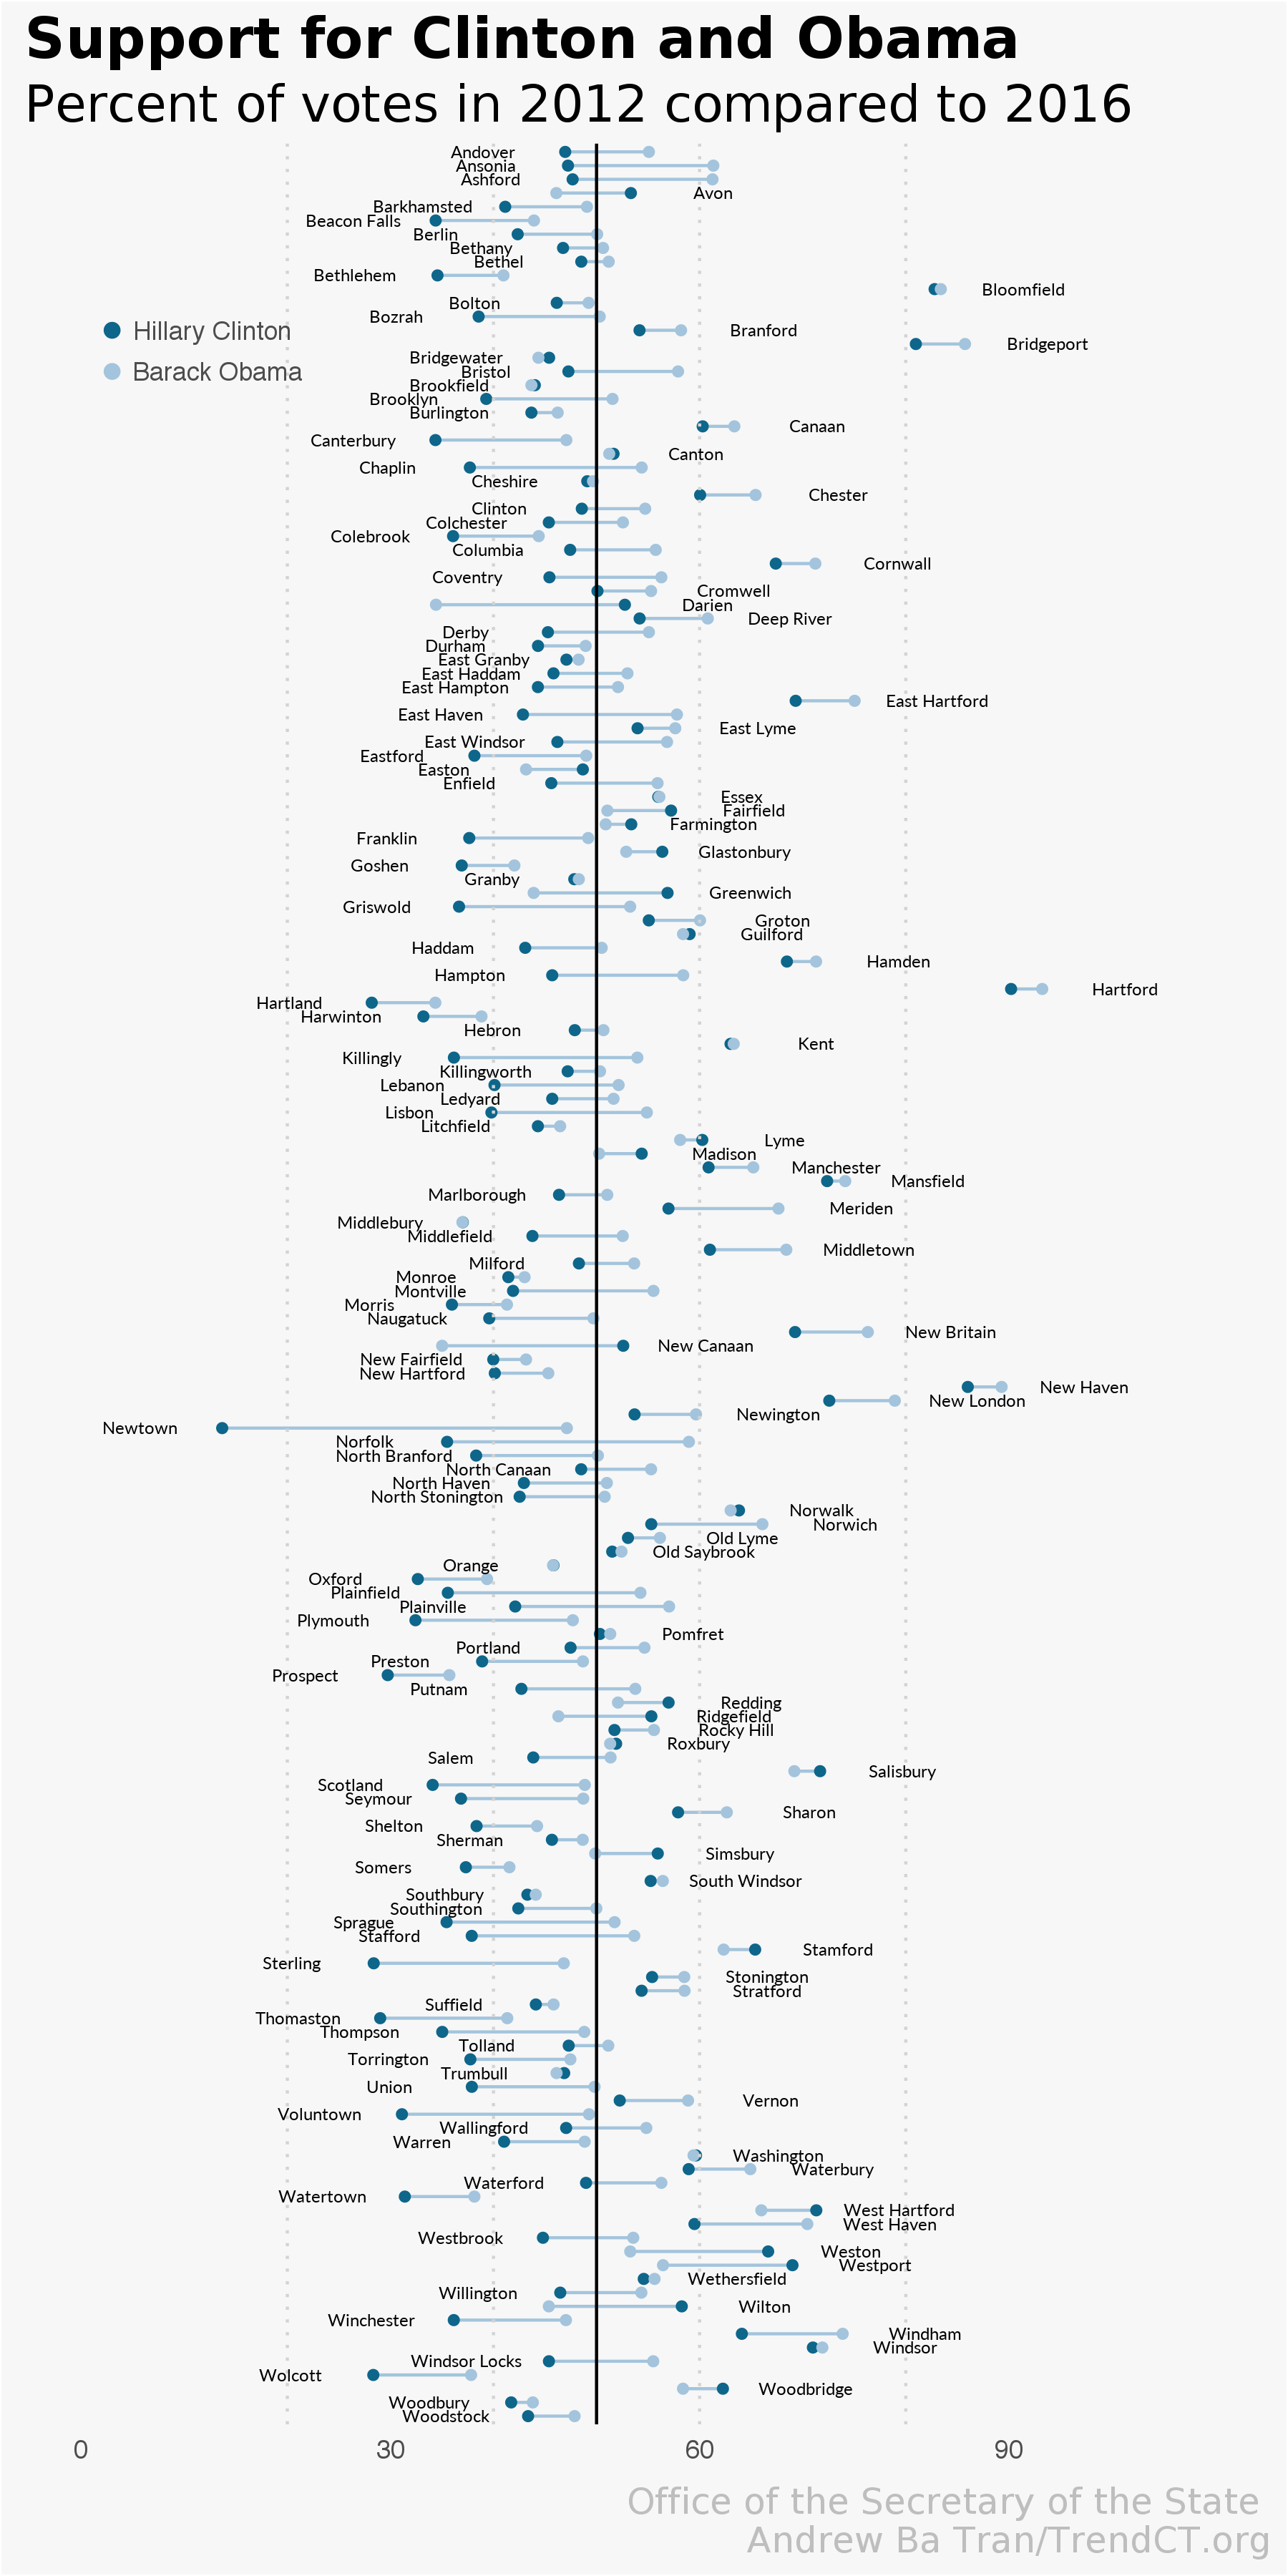 Support for Clinton and Obama
Percent of votes in 2012 compared to 2016
Andover
Ansonia
Ashford
Avon
Barkhamsted
Beacon Falls
Berlin
Bethany
Bethel
Bethlehem
Bloomfield
Bolton
Bozrah
Hillary Clinton
Branford
Bridgeport
Bridgewater
Barack Obama
Bristol
Brookfield
Brooklyn
Burlington
Canaan
Canterbury
Canton
Chaplin
Cheshire
Chester
Clinton
Colchester
Colebrook
Columbia
Cornwall
Coventry
Cromwell
Darien
Deep River
Derby
Durham
East Granby
East Haddam
East Hampton
East Hartford
East Haven
East Lyme
East Windsor
Eastford
Easton
Enfield
Essex
Fairfield
Farmington
Franklin
Glastonbury
Goshen
Granby
Greenwich
Griswold
Groton
Guilford
Haddam
Hamden
Hampton
Hartford
Hartland
Harwinton
Hebron
Kent
Killingly
Killingworth
Lebanon
Ledyard
Lisbon
Litchfield
Lyme
Madison
Manchester
Mansfield
Marlborough
Meriden
Middlebury
Middlefield
Middletown
Milford
Monroe
Montville
Morris
Naugatuck
New Britain
New Canaan
New Fairfield
New Hartford
New Haven
New London
Newington
Newtown
Norfolk
North Branford
North Canaan
North Haven
North Stonington
Norwalk
Norwich
Old Lyme
Old Saybrook
Orange
Oxford
Plainfield
Plainville
Plymouth
Pomfret
Portland
Preston
Prospect
Putnam
Redding
Ridgefield
Rocky Hill
Roxbury
Salem
Salisbury
Scotland
Seymour
Sharon
Shelton
Sherman
Simsbury
Somers
South Windsor
Southbury
Southington
Sprague
Stafford
Stamford
Sterling
Stonington
Stratford
Suffield
Thomaston
Thompson
Tolland
Torrington
Trumbull
Union
Vernon
Voluntown
Wallingford
Warren
Washington
Waterbury
Waterford
Watertown
West Hartford
West Haven
Westbrook
Weston
Westport
Wethersfield
Willington
Wilton
Winchester
Windham
Windsor
Windsor Locks
Wolcott
Woodbridge
Woodbury
Woodstock
0 30 60 90
Office of the Secretary of the State
Andrew Ba Tran/TrendCT.org